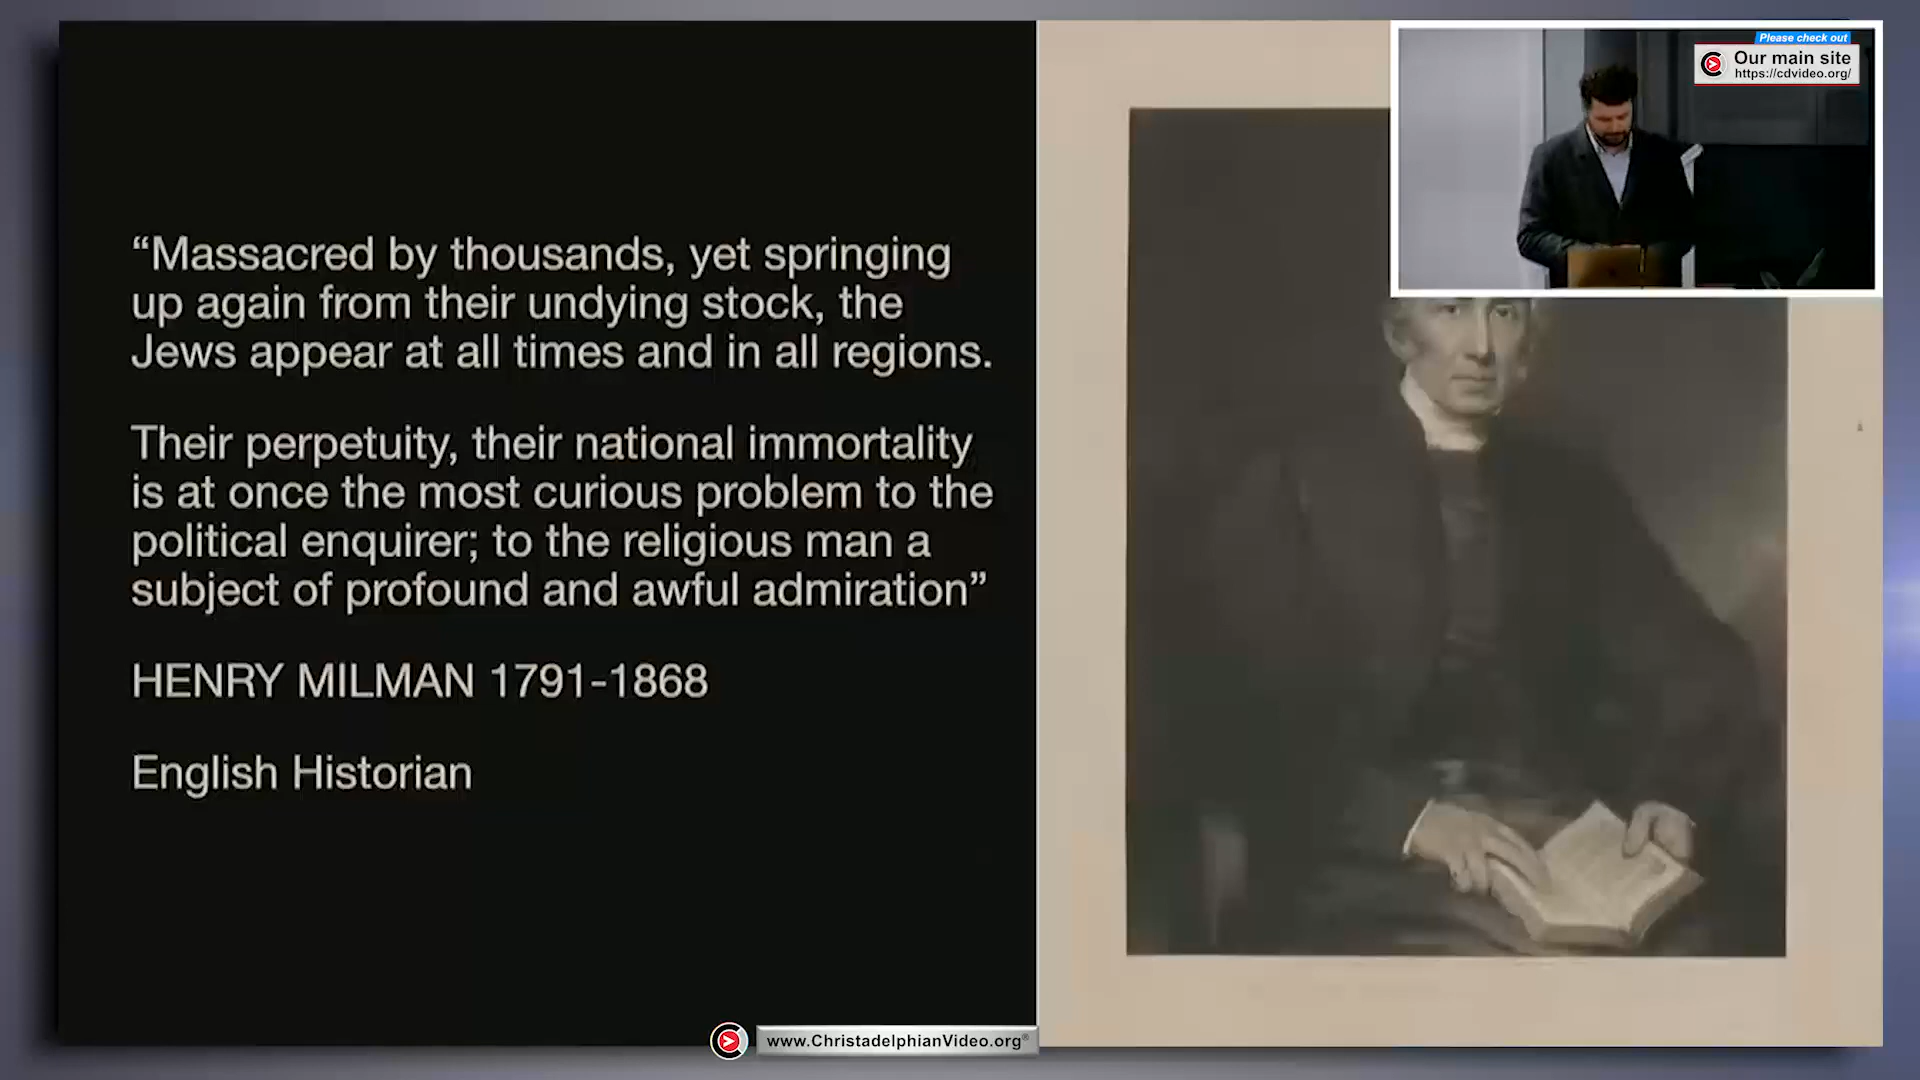 “Massacred by thousands, yet springing
up again from their undying stock, the
Jews appear at all times and in all regions.
Their perpetuity, their national immortality
is at once the most curious problem to the
political enquirer; to the religious man a
subject of profound and awful admiration”
HENRY MILMAN 1791-1868
English Historian
Please check out
Our main site
https://cdvideo.org/
www.ChristadelphianVideo.org®